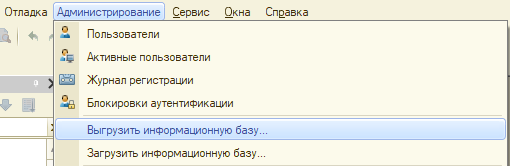 Отладка Администрирование Сервис Окна Справка
Пользователи
Активные пользователи
Журнал регистрации
Блокировки аутентификации
Выгрузить информационную базу...
Загрузить информационную базу...